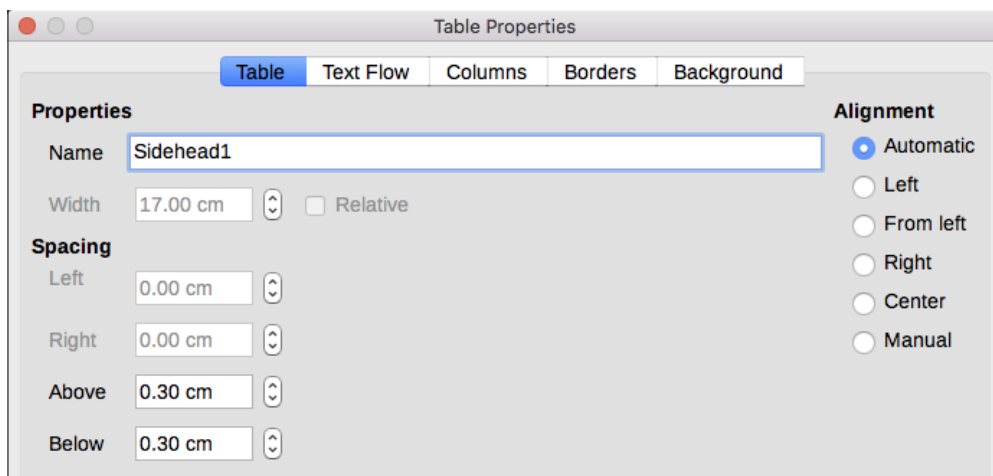 Table Properties
Table Text Flow Columns Borders Background
Properties
Name Sidehead1
Width 17.00 cm Relative
Spacing
Left 0.00 cm
Right 0.00 cm
Above 0.30 cm
Below 0.30 cm
Alignment
Automatic
Left
From left
Right
Center
Manual